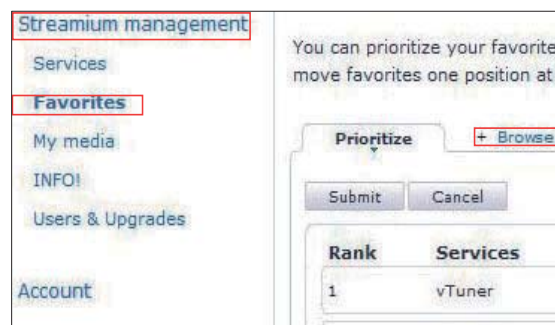 Streamium management
Services
Favorites
My media
INFO!
Users & Upgrades
Account
You can prioritize your favorite
move favorites one position at
Prioritize + Browse
Submit Cancel
Rank Services
1 vTuner